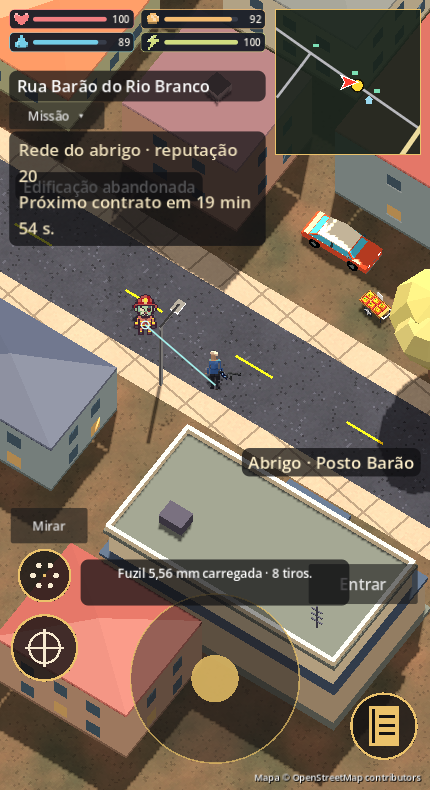 100
92
89
100
Rua Barão do Rio Branco
Missão
Rede do abrigo · reputação
20
Edificação abandonada
Próximo contrato em 19 min
54 s.
Abrigo · Posto Barão
Mirar
Fuzil 5,56 mm carregada · 8 tiros.
Entrar
Mapa © OpenStreetMap contributors